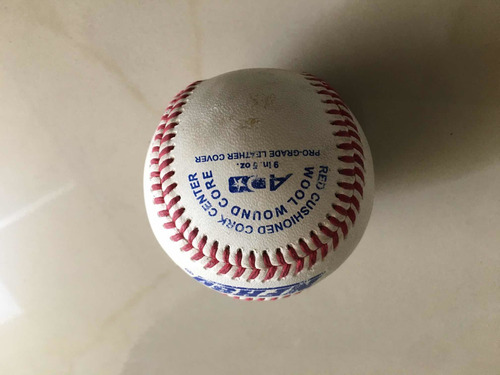 RED CUSHIONED CORK CENTER
WOOL WOUND CORE
9 in. 5 oz.
PRO-GRADE LEATHER COVER